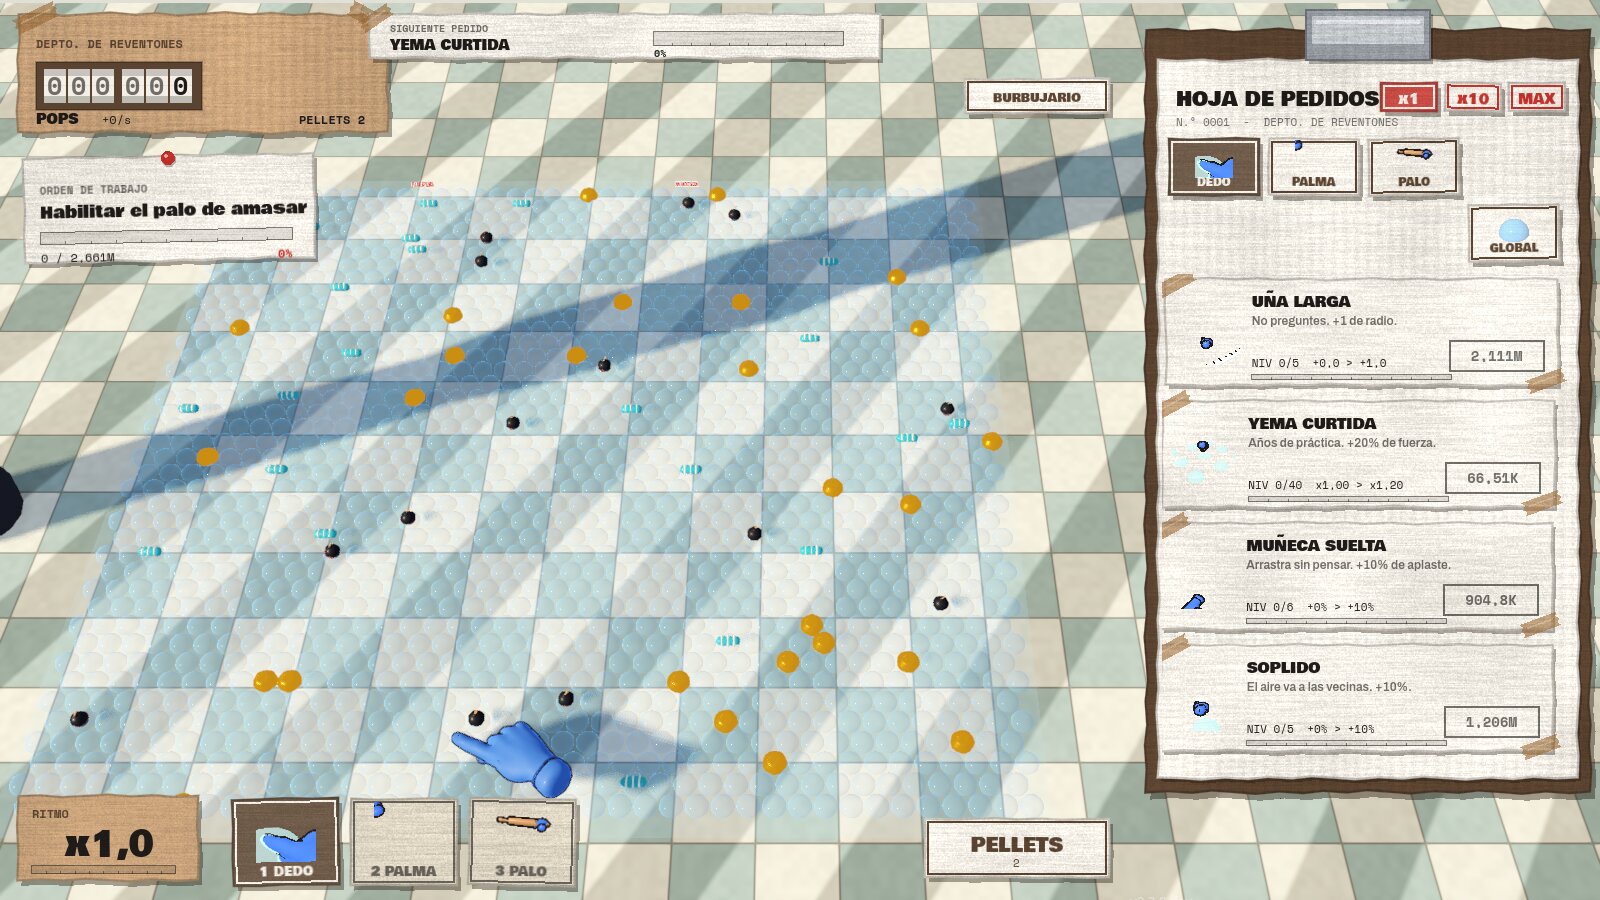 DEPTO. DE REVENTONES
000 000
POPS +0/s PELLETS 2
SIGUIENTE PEDIDO
YEMA CURTIDA
0%
BURBUJARIO
ORDEN DE TRABAJO
Habilitar el palo de amasar
0 / 2,661M 0%
HOJA DE PEDIDOS x1 x10 MAX
N.° 0001 - DEPTO. DE REVENTONES
DEDO PALMA PALO
GLOBAL
UÑA LARGA
No preguntes. +1 de radio.
NIV 0/5 +0,0 > +1,0 2,111M
YEMA CURTIDA
Años de práctica. +20% de fuerza.
NIV 0/40 x1,00 > x1,20 66,51K
MUÑECA SUELTA
Arrastra sin pensar. +10% de aplaste.
NIV 0/6 +0% > +10% 904,8K
SOPLIDO
El aire va a las vecinas. +10%.
NIV 0/5 +0% > +10% 1,206M
RITMO
x1,0
1 DEDO 2 PALMA 3 PALO
PELLETS
2